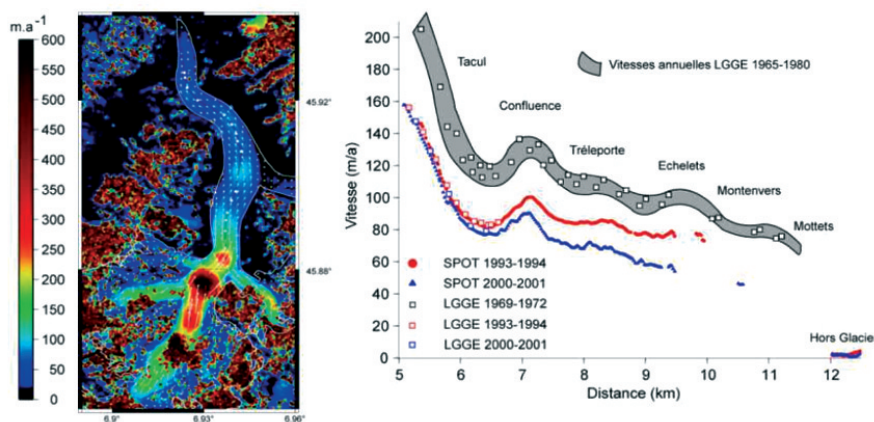 m.a⁻¹
600
550
500
450
400
350
300
250
200
150
100
50
0
45.92°
45.88°
6.9°
6.93°
6.96°
Vitesse (m/a)
200
180
160
140
120
100
80
60
40
20
0
Tacul
Confluence
Tréleporte
Echelets
Montenvers
Mottets
Vitesses annuelles LGGE 1965-1980
SPOT 1993-1994
SPOT 2000-2001
LGGE 1969-1972
LGGE 1993-1994
LGGE 2000-2001
Hors Glacie
5
6
7
8
9
10
11
12
Distance (km)